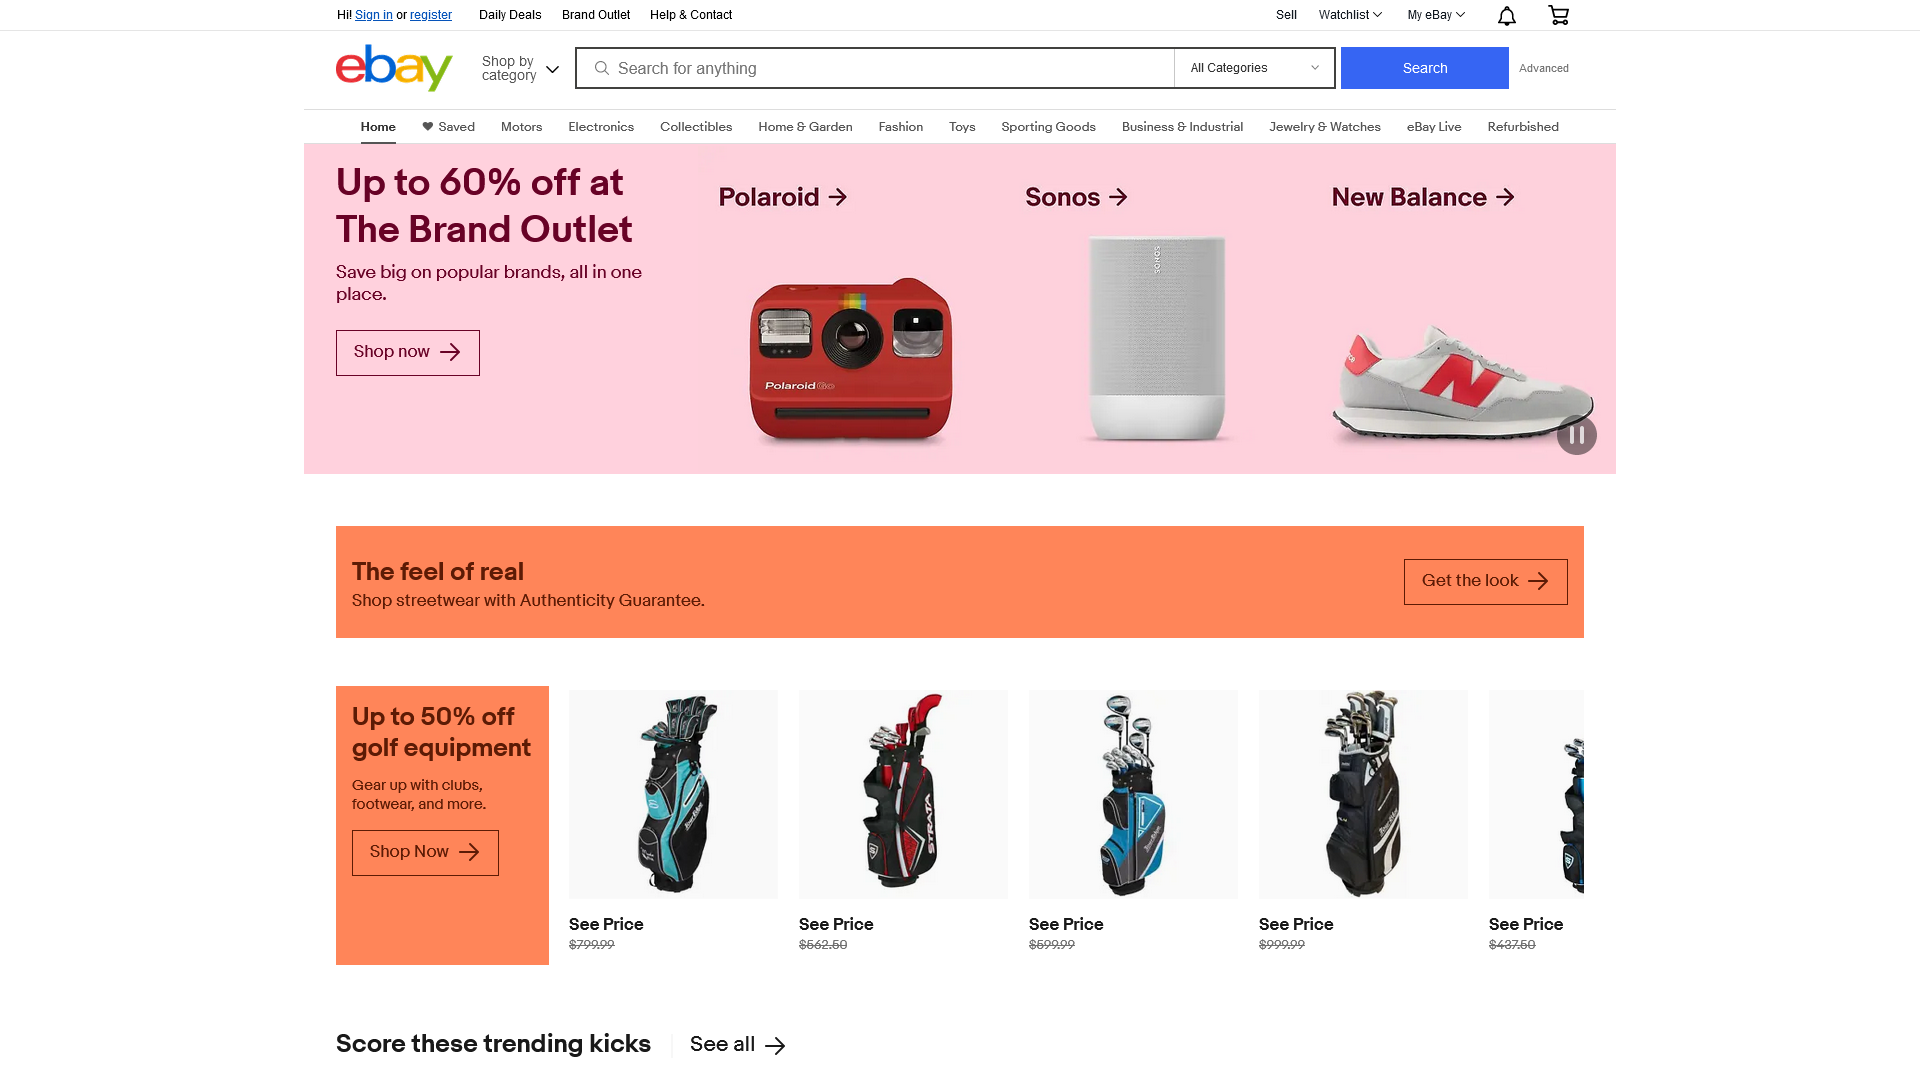 Hi! Sign in or register
Daily Deals
Brand Outlet
Help & Contact
Sell
Watchlist
My eBay
ebay
Shop by
category
Search for anything
All Categories
Search
Advanced
Home
Saved
Motors
Electronics
Collectibles
Home & Garden
Fashion
Toys
Sporting Goods
Business & Industrial
Jewelry & Watches
eBay Live
Refurbished
Up to 60% off at
The Brand Outlet
Save big on popular brands, all in one
place.
Shop now
Polaroid
Polaroid Go
Sonos
SONOS
New Balance
N
The feel of real
Shop streetwear with Authenticity Guarantee.
Get the look
Up to 50% off
golf equipment
Gear up with clubs,
footwear, and more.
Shop Now
STRATA
See Price
$799.99
See Price
$562.50
See Price
$599.99
See Price
$999.99
See Price
$437.50
Score these trending kicks
See all